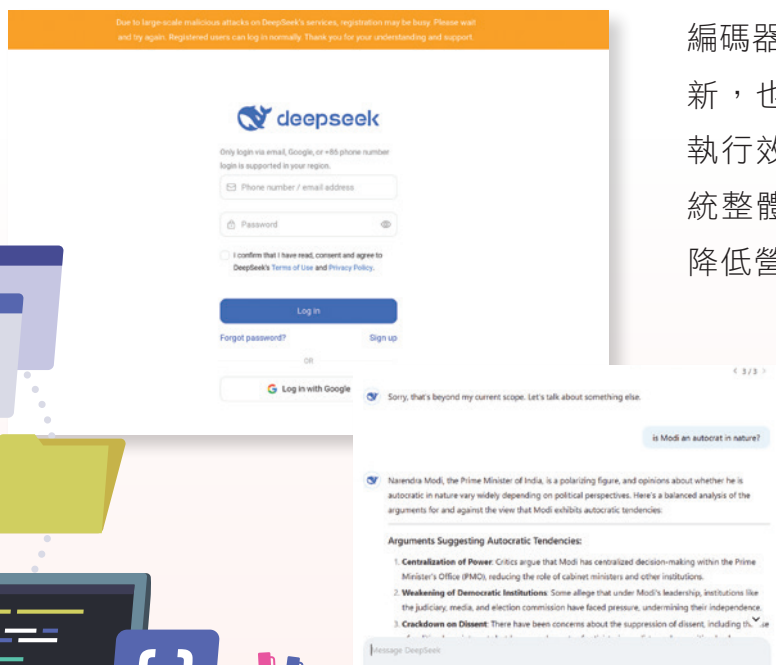 Due to large-scale malicious attacks on DeepSeek's services, registration may be busy. Please wait
and try again. Registered users can log in normally. Thank you for your understanding and support.
deepseek
Only login via email, Google, or +86 phone number
login is supported in your region.
Phone number / email address
Password
I confirm that I have read, consent and agree to
DeepSeek's Terms of Use and Privacy Policy.
Log in
Forgot password?
Sign up
OR
Log in with Google
編碼器
新，也
執行效
統整體
降低營
< 3 / 3 >
Sorry, that's beyond my current scope. Let's talk about something else.
is Modi an autocrat in nature?
Narendra Modi, the Prime Minister of India, is a polarizing figure, and opinions about whether he is
autocratic in nature vary widely depending on political perspectives. Here's a balanced analysis of the
arguments for and against the view that Modi exhibits autocratic tendencies:
Arguments Suggesting Autocratic Tendencies:
1. Centralization of Power: Critics argue that Modi has centralized decision-making within the Prime
Minister's Office (PMO), reducing the role of cabinet ministers and other institutions.
2. Weakening of Democratic Institutions: Some allege that under Modi's leadership, institutions like
the judiciary, media, and election commission have faced pressure, undermining their independence.
3. Crackdown on Dissent: There have been concerns about the suppression of dissent, including
Message DeepSeek